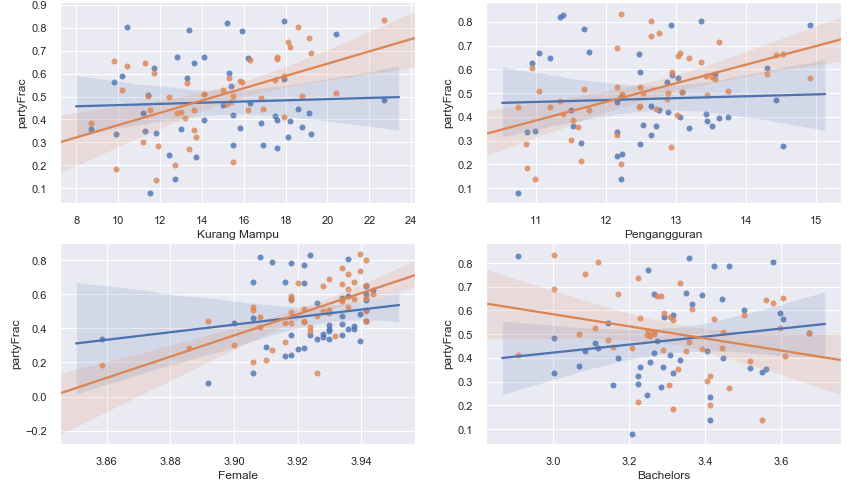 0.9
0.8
0.7
0.6
0.5
0.4
0.3
0.2
0.1
partyFrac
8 10 12 14 16 18 20 22 24
Kurang Mampu
0.8
0.7
0.6
0.5
0.4
0.3
0.2
0.1
partyFrac
11 12 13 14 15
Pengangguran
0.8
0.6
0.4
0.2
0.0
−0.2
partyFrac
3.86 3.88 3.90 3.92 3.94
Female
0.8
0.7
0.6
0.5
0.4
0.3
0.2
0.1
partyFrac
3.0 3.2 3.4 3.6
Bachelors